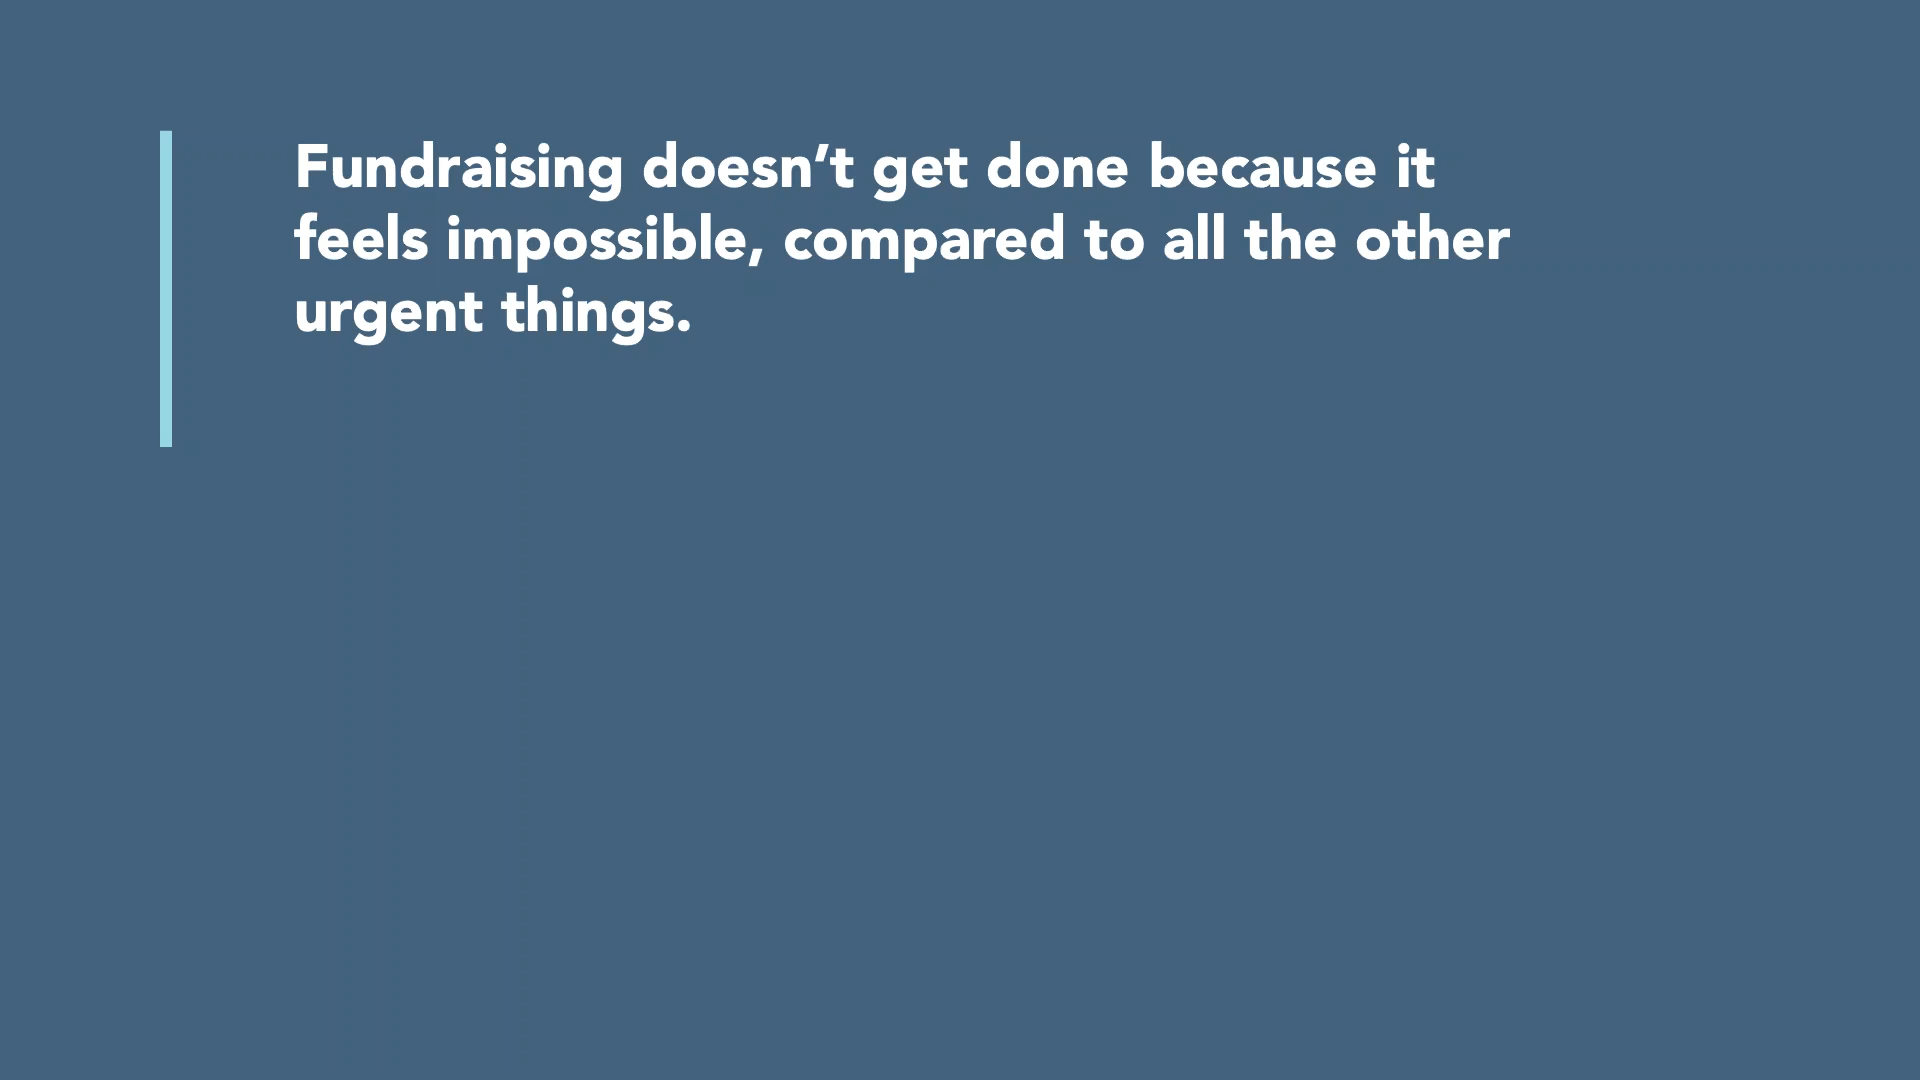 Fundraising doesn’t get done because it
feels impossible, compared to all the other
urgent things.